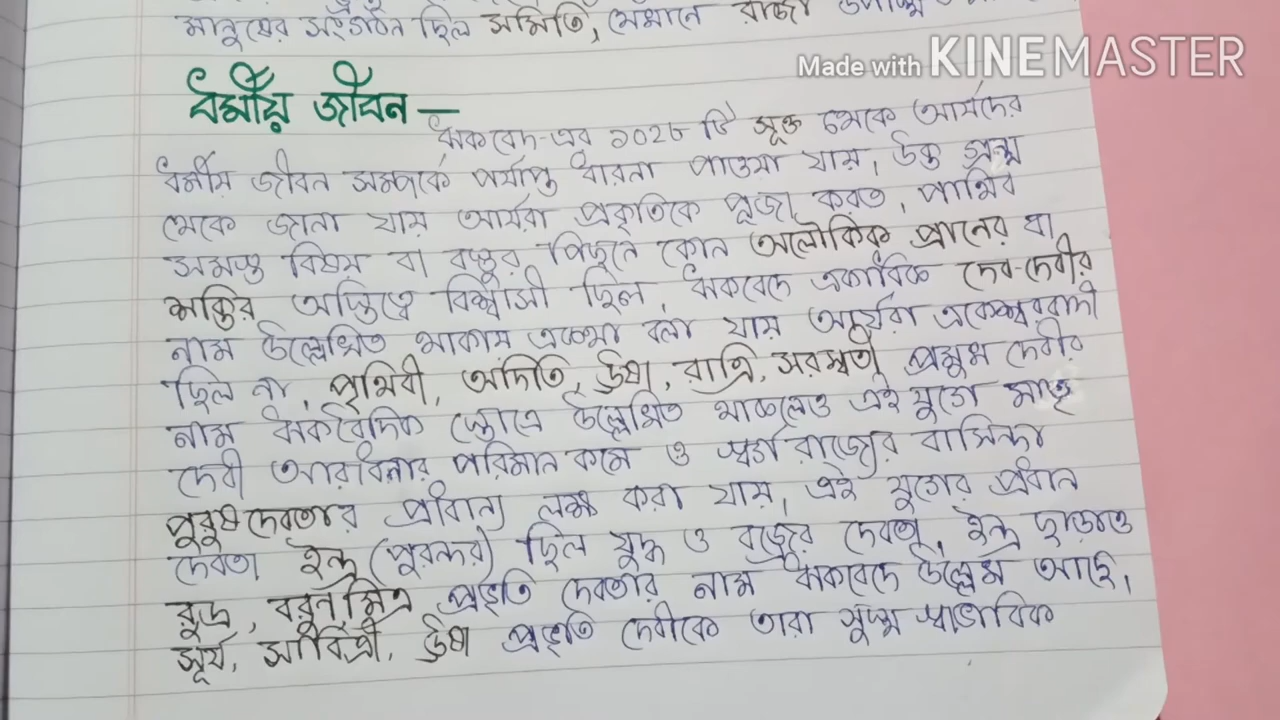 মানুষের সংগঠন ছিল সমিতি, সেখানে রাজা
Made with KINEMASTER
ধর্মীয় জীবন —
ঋকবেদ-এর ১০২৮ টি সূক্ত থেকে আর্যদের
ধর্মীয় জীবন সম্পর্কে পর্যাপ্ত ধারনা পাওয়া যায়। উক্ত গ্রন্থ
থেকে জানা যায় আর্যরা প্রকৃতিকে পূজা করত, পার্থিব
সমস্ত বিষয় বা বস্তুর পিছনে কোন অলৌকিক প্রানের বা
শক্তির অস্তিত্বে বিশ্বাসী ছিল, ঋকবেদে একাধিক দেব-দেবীর
নাম উল্লেখিত থাকায় একথা বলা যায় আর্যরা একেশ্বরবাদী
ছিল না, পৃথিবী, অদিতি, ঊষা, রাত্রি, সরস্বতী প্রমুখ দেবীর
নাম ঋকবৈদিক স্তোত্রে উল্লেখিত থাকলেও এই যুগে মাতৃ
দেবী আরাধনার পরিমান কমে ও স্বর্গরাজ্যের বাসিন্দা
পুরুষদেবতার প্রাধান্য লক্ষ করা যায়, এই যুগের প্রধান
দেবতা ইন্দ্র (পুরন্দর) ছিল যুদ্ধ ও বজ্রের দেবতা, ইন্দ্র ছাড়াও
রুদ্র, বরুন, মিত্র প্রভৃতি দেবতার নাম ঋকবেদে উল্লেখ আছে,
সূর্য, সাবিত্রী, ঊষা প্রভৃতি দেবীকে তারা সুস্থ স্বাভাবিক